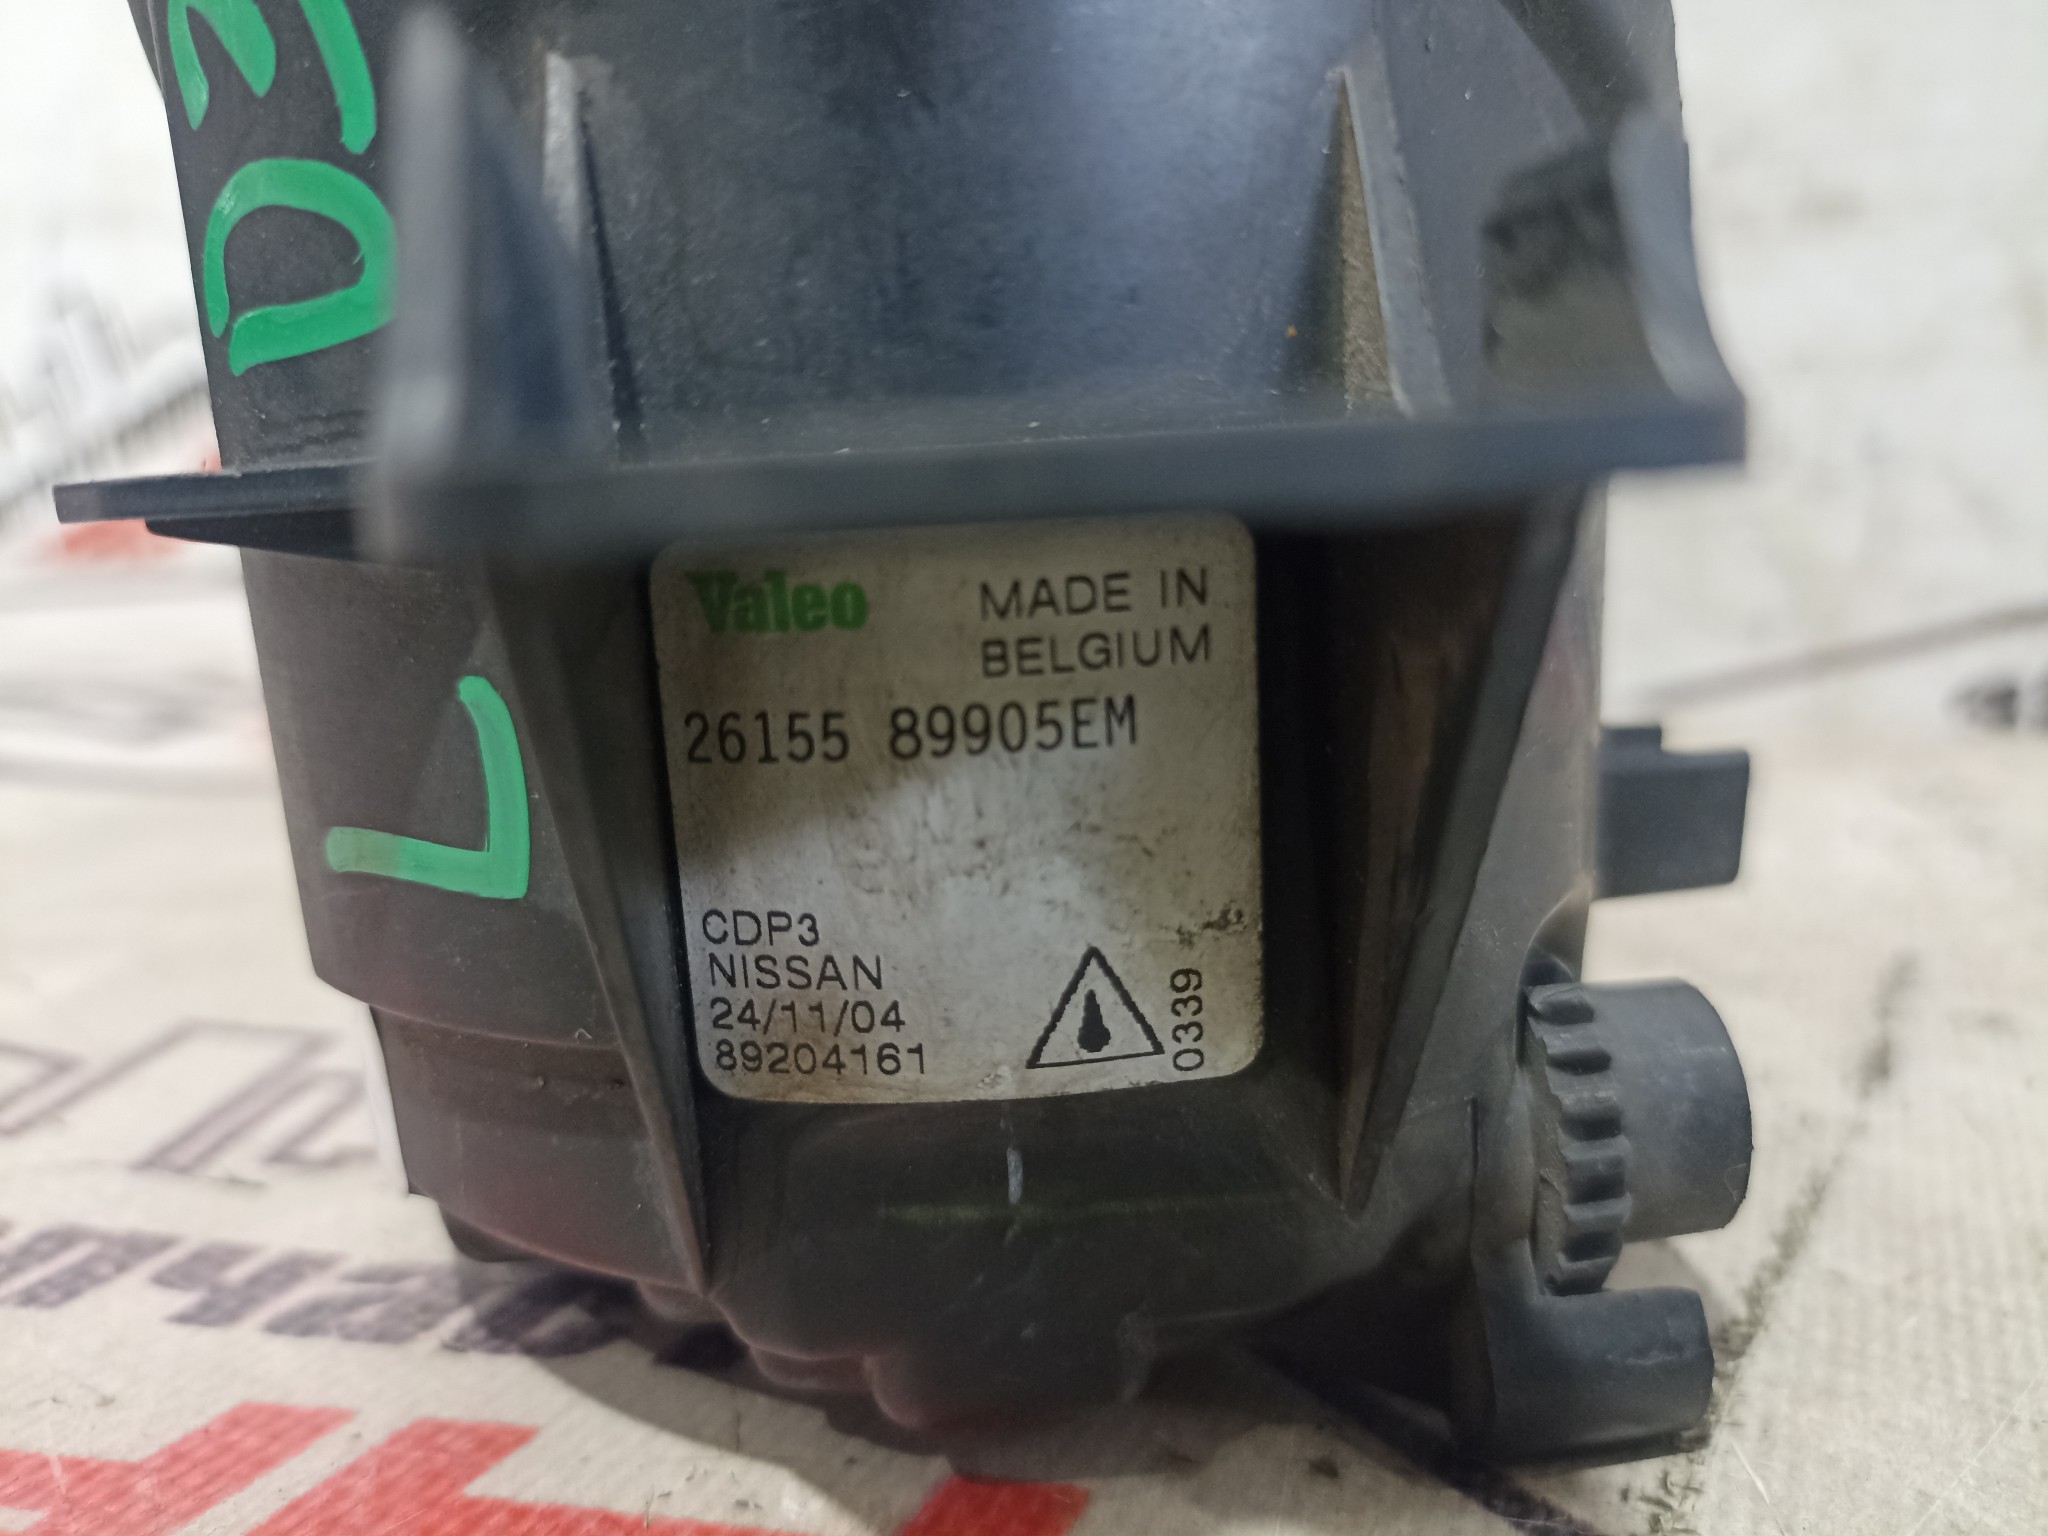 Valeo
MADE IN
BELGIUM
26155 89905EM
CDP3
NISSAN
24/11/04
89204161
0339
L